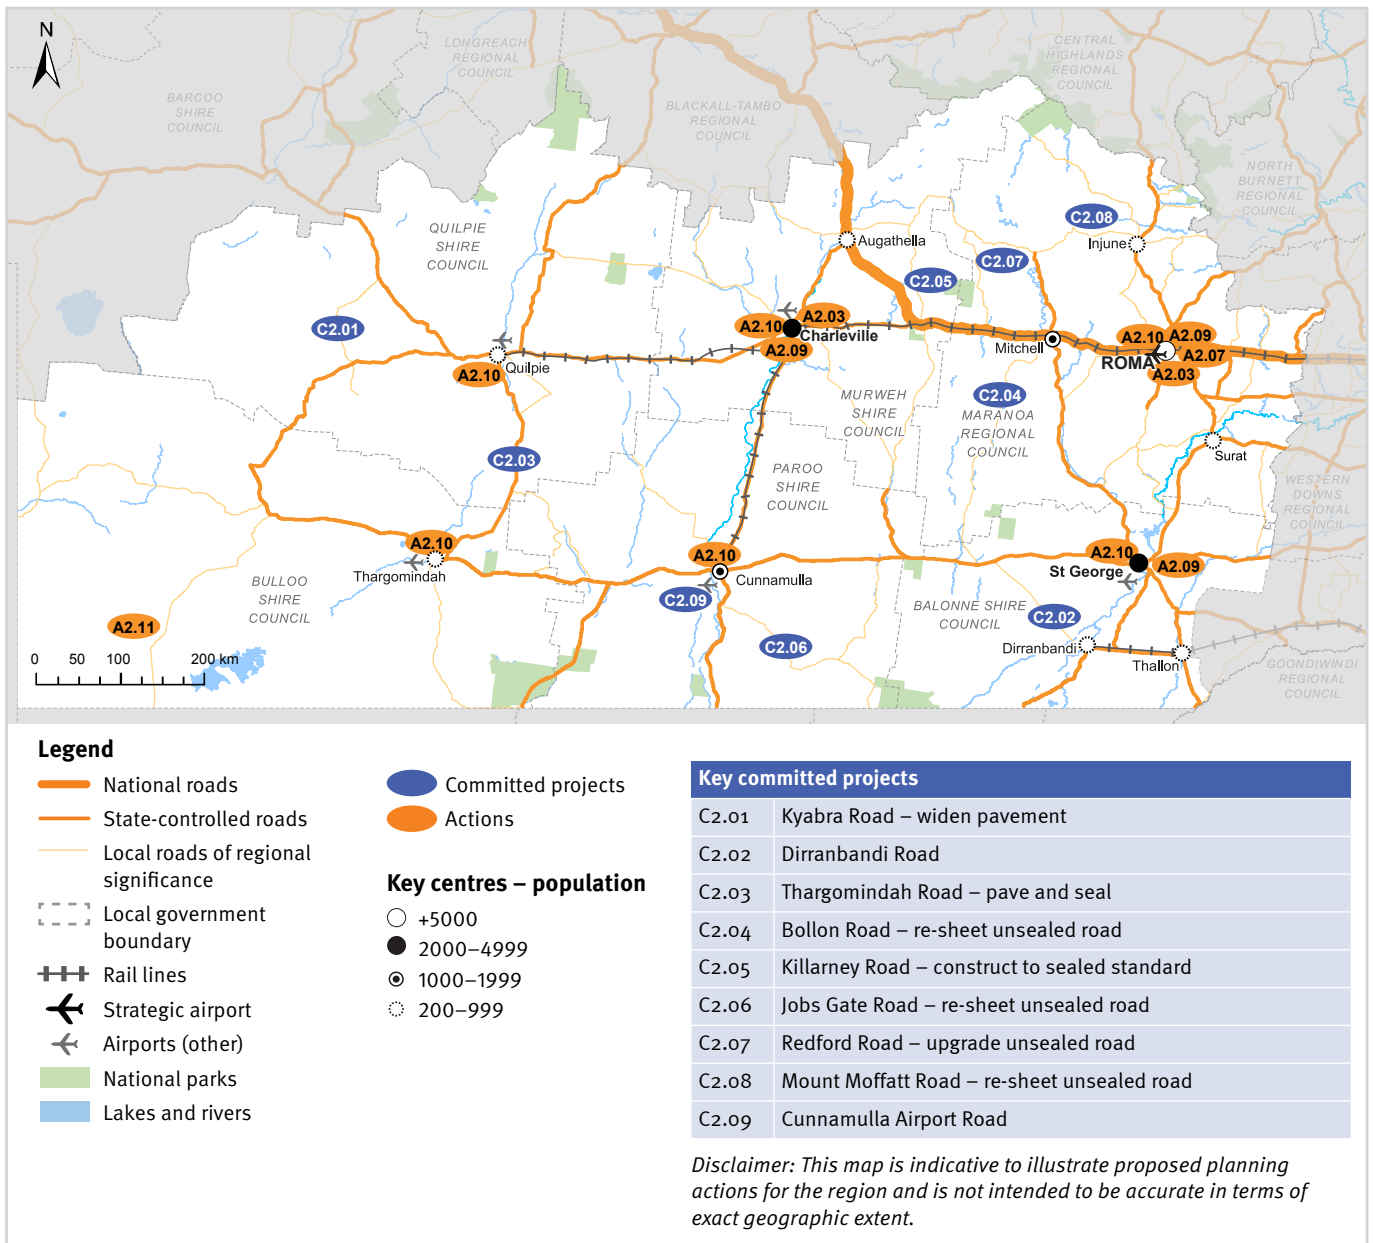 N
LONGREACH
REGIONAL
COUNCIL
CENTRAL
HIGHLANDS
REGIONAL
COUNCIL
BARCOO
SHIRE
COUNCIL
BLACKALL-TAMBO
REGIONAL
COUNCIL
NORTH
BURNETT
REGIONAL
COUNCIL
QUILPIE
SHIRE
COUNCIL
C2.08
Augathella
Injune
C2.07
C2.05
C2.01
A2.10
A2.03
Charleville
A2.09
Mitchell
A2.10
A2.09
ROMA
A2.07
A2.03
A2.10
Quilpie
C2.04
MURWEH
SHIRE
COUNCIL
MARANOA
REGIONAL
COUNCIL
C2.03
Surat
PAROO
SHIRE
COUNCIL
WESTERN
DOWNS
REGIONAL
COUNCIL
A2.10
Thargomindah
A2.10
Cunnamulla
A2.10
St George
A2.09
BULLOO
SHIRE
COUNCIL
C2.09
BALONNE SHIRE
COUNCIL
C2.02
A2.11
C2.06
Dirranbandi
Thallon
GOONDIWINDI
REGIONAL
COUNCIL
0 50 100 200 km
Legend
National roads
State-controlled roads
Local roads of regional
significance
Local government
boundary
Rail lines
Strategic airport
Airports (other)
National parks
Lakes and rivers
Committed projects
Actions
Key centres – population
+5000
2000–4999
1000–1999
200–999
Key committed projects
C2.01 Kyabra Road – widen pavement
C2.02 Dirranbandi Road
C2.03 Thargomindah Road – pave and seal
C2.04 Bollon Road – re-sheet unsealed road
C2.05 Killarney Road – construct to sealed standard
C2.06 Jobs Gate Road – re-sheet unsealed road
C2.07 Redford Road – upgrade unsealed road
C2.08 Mount Moffatt Road – re-sheet unsealed road
C2.09 Cunnamulla Airport Road
Disclaimer: This map is indicative to illustrate proposed planning
actions for the region and is not intended to be accurate in terms of
exact geographic extent.